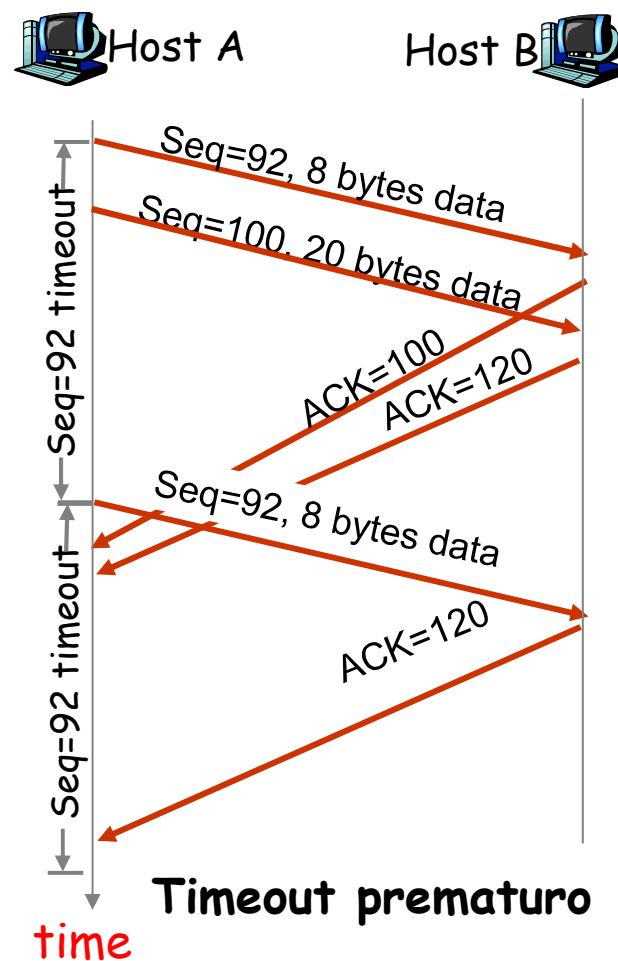 Host A
Host B
Seq=92, 8 bytes data
Seq=100, 20 bytes data
Seq=92 timeout
ACK=100
ACK=120
Seq=92, 8 bytes data
Seq=92 timeout
ACK=120
Timeout prematuro
time